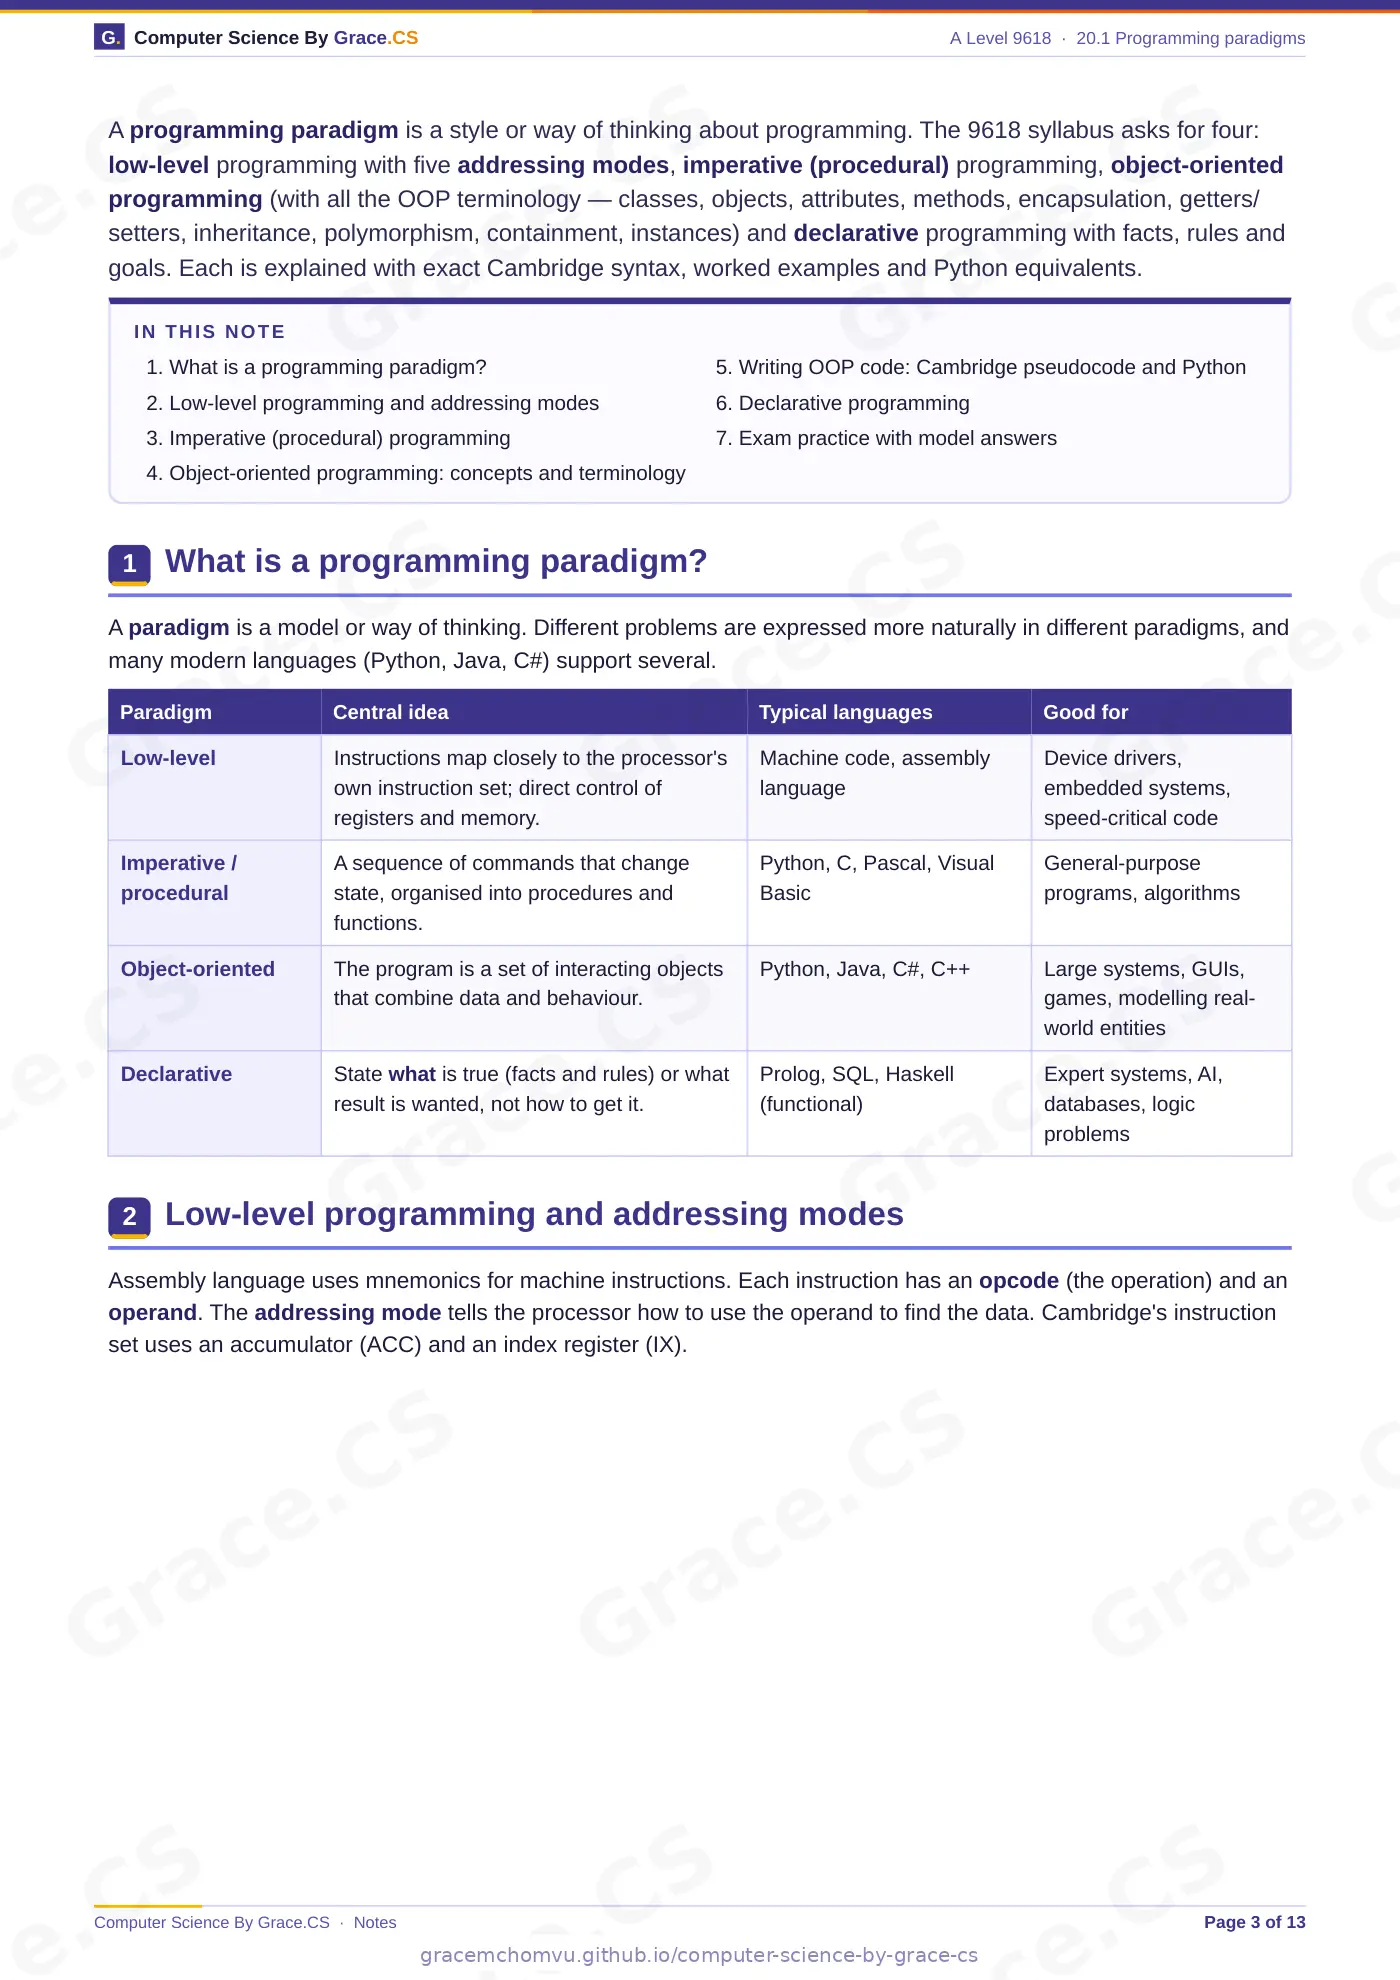 G. Computer Science By Grace.CS
A Level 9618 · 20.1 Programming paradigms
A programming paradigm is a style or way of thinking about programming. The 9618 syllabus asks for four:
low-level programming with five addressing modes, imperative (procedural) programming, object-oriented
programming (with all the OOP terminology — classes, objects, attributes, methods, encapsulation, getters/
setters, inheritance, polymorphism, containment, instances) and declarative programming with facts, rules and
goals. Each is explained with exact Cambridge syntax, worked examples and Python equivalents.
IN THIS NOTE
1. What is a programming paradigm?
2. Low-level programming and addressing modes
3. Imperative (procedural) programming
4. Object-oriented programming: concepts and terminology
5. Writing OOP code: Cambridge pseudocode and Python
6. Declarative programming
7. Exam practice with model answers
1 What is a programming paradigm?
A paradigm is a model or way of thinking. Different problems are expressed more naturally in different paradigms, and
many modern languages (Python, Java, C#) support several.
Paradigm Central idea Typical languages Good for
Low-level
Instructions map closely to the processor's
own instruction set; direct control of
registers and memory.
Machine code, assembly
language
Device drivers,
embedded systems,
speed-critical code
Imperative /
procedural
A sequence of commands that change
state, organised into procedures and
functions.
Python, C, Pascal, Visual
Basic
General-purpose
programs, algorithms
Object-oriented
The program is a set of interacting objects
that combine data and behaviour.
Python, Java, C#, C++
Large systems, GUIs,
games, modelling real-
world entities
Declarative
State what is true (facts and rules) or what
result is wanted, not how to get it.
Prolog, SQL, Haskell
(functional)
Expert systems, AI,
databases, logic
problems
2 Low-level programming and addressing modes
Assembly language uses mnemonics for machine instructions. Each instruction has an opcode (the operation) and an
operand. The addressing mode tells the processor how to use the operand to find the data. Cambridge's instruction
set uses an accumulator (ACC) and an index register (IX).
Computer Science By Grace.CS · Notes
Page 3 of 13
gracemchomvu.github.io/computer-science-by-grace-cs